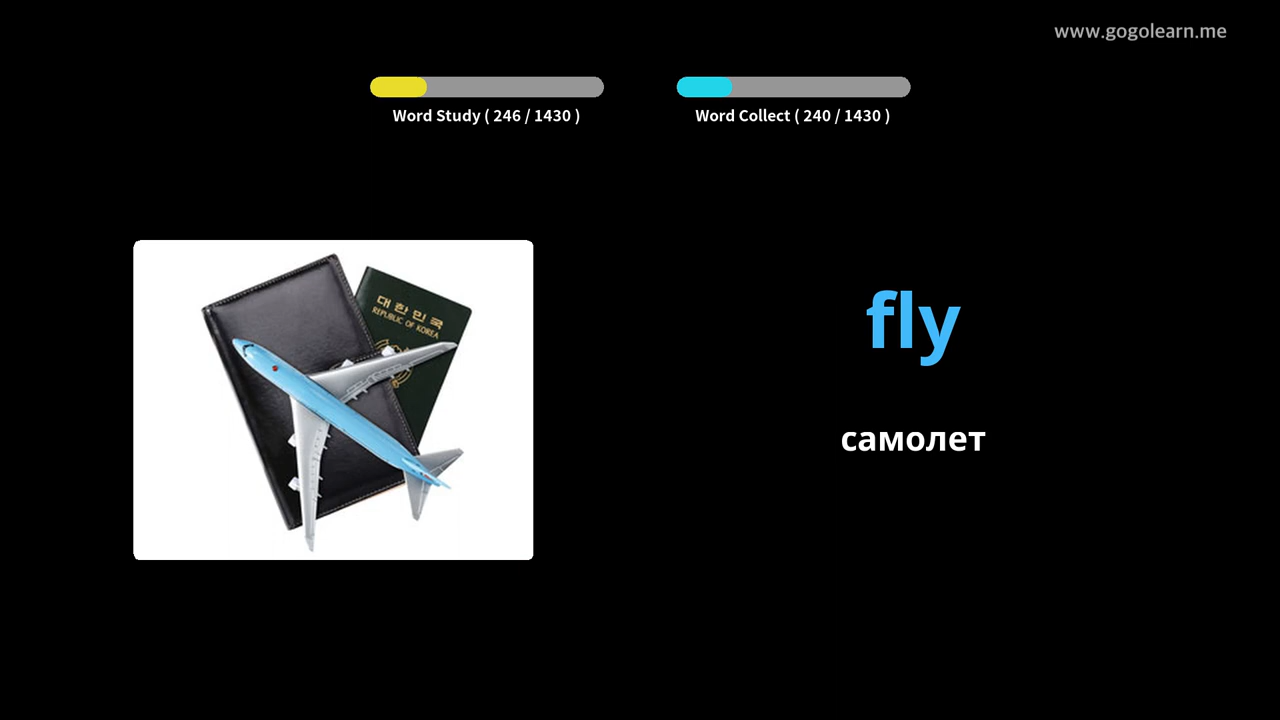 www.gogolearn.me
Word Study ( 246 / 1430 )
Word Collect ( 240 / 1430 )
대한민국
REPUBLIC OF KOREA
fly
самолет